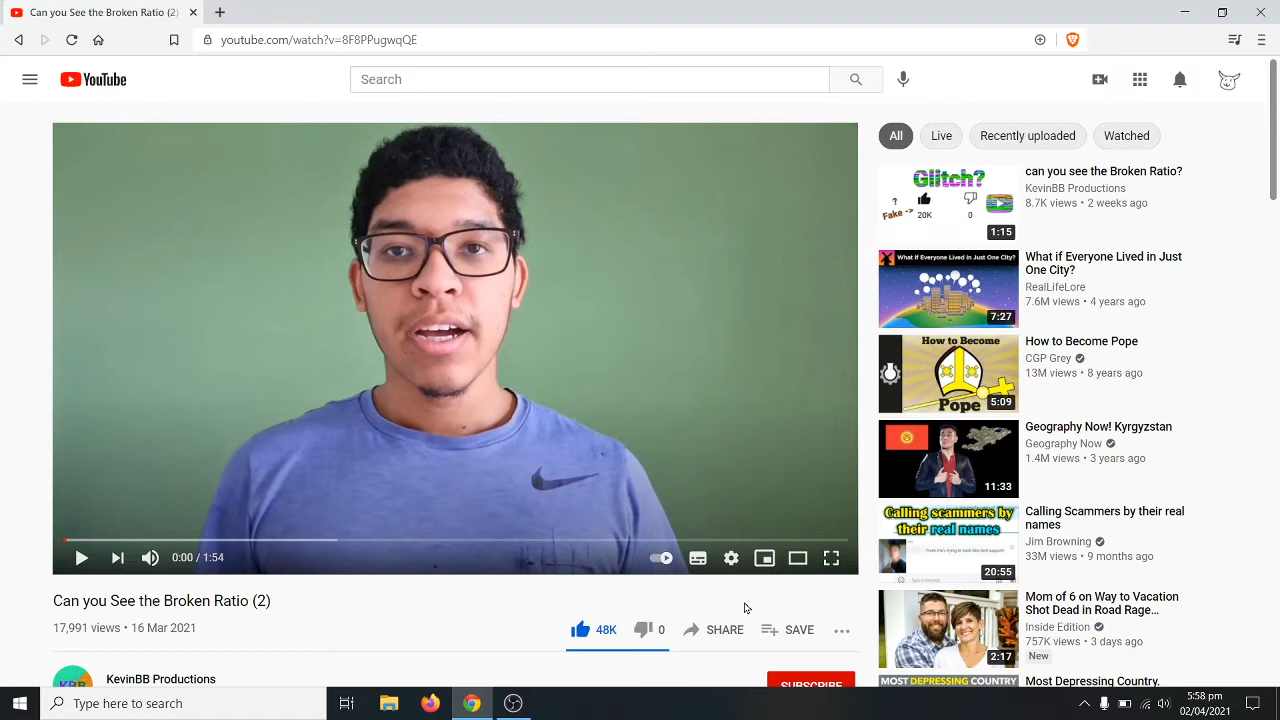 Can you See the Broken Ratio (2)
youtube.com/watch?v=8F8PPugwqQE
YouTube
Search
All
Live
Recently uploaded
Watched
0:00 / 1:54
Can you See the Broken Ratio (2)
17,991 views • 16 Mar 2021
48K
0
SHARE
SAVE
KBB
KevinBB Productions
SUBSCRIBE
Glitch?
?
Fake ->
20K
0
1:15
can you see the Broken Ratio?
KevinBB Productions
8.7K views • 2 weeks ago
What if Everyone Lived in Just One City?
7:27
What if Everyone Lived in Just
One City?
RealLifeLore
7.6M views • 4 years ago
How to Become
Pope
5:09
How to Become Pope
CGP Grey
13M views • 8 years ago
11:33
Geography Now! Kyrgyzstan
Geography Now
1.4M views • 3 years ago
Calling scammers by
their real names
Type a message
20:55
Calling Scammers by their real
names
Jim Browning
33M views • 9 months ago
2:17
Mom of 6 on Way to Vacation
Shot Dead in Road Rage...
Inside Edition
757K views • 3 days ago
New
MOST DEPRESSING COUNTRY
Most Depressing Country.
Type here to search
5:58 pm
02/04/2021